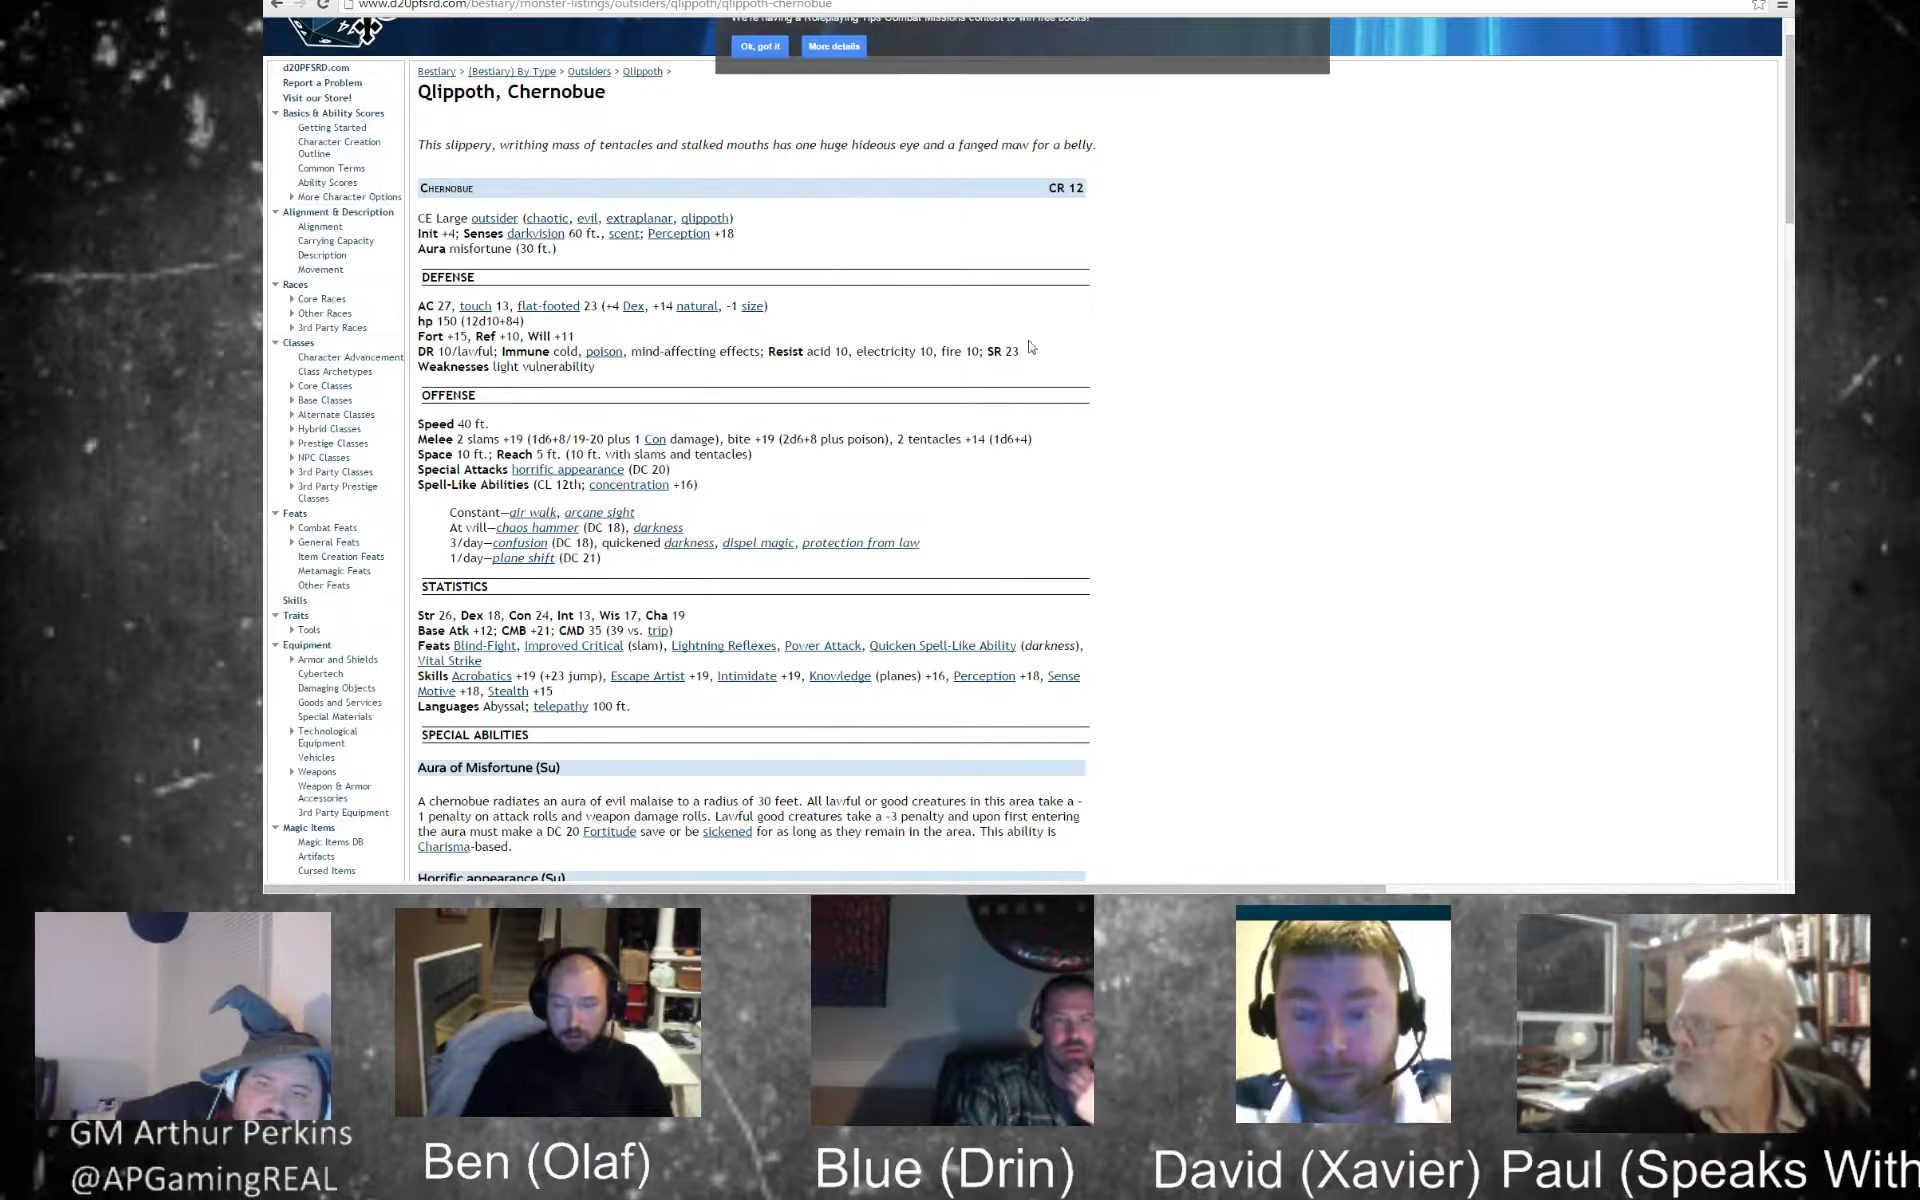 www.d20pfsrd.com/bestiary/monster-listings/outsiders/qlippoth/qlippoth-chernobue
We're having a Roleplaying Tips Combat Missions contest to win free books!
Ok, got it
More details
d20PFSRD.com
Report a Problem
Visit our Store!
Basics & Ability Scores
Getting Started
Character Creation
Outline
Common Terms
Ability Scores
More Character Options
Alignment & Description
Alignment
Carrying Capacity
Description
Movement
Races
Core Races
Other Races
3rd Party Races
Classes
Character Advancement
Class Archetypes
Core Classes
Base Classes
Alternate Classes
Hybrid Classes
Prestige Classes
NPC Classes
3rd Party Classes
3rd Party Prestige
Classes
Feats
Combat Feats
General Feats
Item Creation Feats
Metamagic Feats
Other Feats
Skills
Traits
Tools
Equipment
Armor and Shields
Cybertech
Damaging Objects
Goods and Services
Special Materials
Technological
Equipment
Vehicles
Weapons
Weapon & Armor
Accessories
3rd Party Equipment
Magic Items
Magic Items DB
Artifacts
Cursed Items
Bestiary > (Bestiary) By Type > Outsiders > Qlippoth >
Qlippoth, Chernobue
This slippery, writhing mass of tentacles and stalked mouths has one huge hideous eye and a fanged maw for a belly.
Chernobue CR 12
CE Large outsider (chaotic, evil, extraplanar, qlippoth)
Init +4; Senses darkvision 60 ft., scent; Perception +18
Aura misfortune (30 ft.)
DEFENSE
AC 27, touch 13, flat-footed 23 (+4 Dex, +14 natural, -1 size)
hp 150 (12d10+84)
Fort +15, Ref +10, Will +11
DR 10/lawful; Immune cold, poison, mind-affecting effects; Resist acid 10, electricity 10, fire 10; SR 23
Weaknesses light vulnerability
OFFENSE
Speed 40 ft.
Melee 2 slams +19 (1d6+8/19-20 plus 1 Con damage), bite +19 (2d6+8 plus poison), 2 tentacles +14 (1d6+4)
Space 10 ft.; Reach 5 ft. (10 ft. with slams and tentacles)
Special Attacks horrific appearance (DC 20)
Spell-Like Abilities (CL 12th; concentration +16)
Constant—air walk, arcane sight
At will—chaos hammer (DC 18), darkness
3/day—confusion (DC 18), quickened darkness, dispel magic, protection from law
1/day—plane shift (DC 21)
STATISTICS
Str 26, Dex 18, Con 24, Int 13, Wis 17, Cha 19
Base Atk +12; CMB +21; CMD 35 (39 vs. trip)
Feats Blind-Fight, Improved Critical (slam), Lightning Reflexes, Power Attack, Quicken Spell-Like Ability (darkness),
Vital Strike
Skills Acrobatics +19 (+23 jump), Escape Artist +19, Intimidate +19, Knowledge (planes) +16, Perception +18, Sense
Motive +18, Stealth +15
Languages Abyssal; telepathy 100 ft.
SPECIAL ABILITIES
Aura of Misfortune (Su)
A chernobue radiates an aura of evil malaise to a radius of 30 feet. All lawful or good creatures in this area take a -
1 penalty on attack rolls and weapon damage rolls. Lawful good creatures take a -3 penalty and upon first entering
the aura must make a DC 20 Fortitude save or be sickened for as long as they remain in the area. This ability is
Charisma-based.
Horrific appearance (Su)
GM Arthur Perkins
@APGamingREAL
Ben (Olaf)
Blue (Drin)
David (Xavier)
Paul (Speaks With